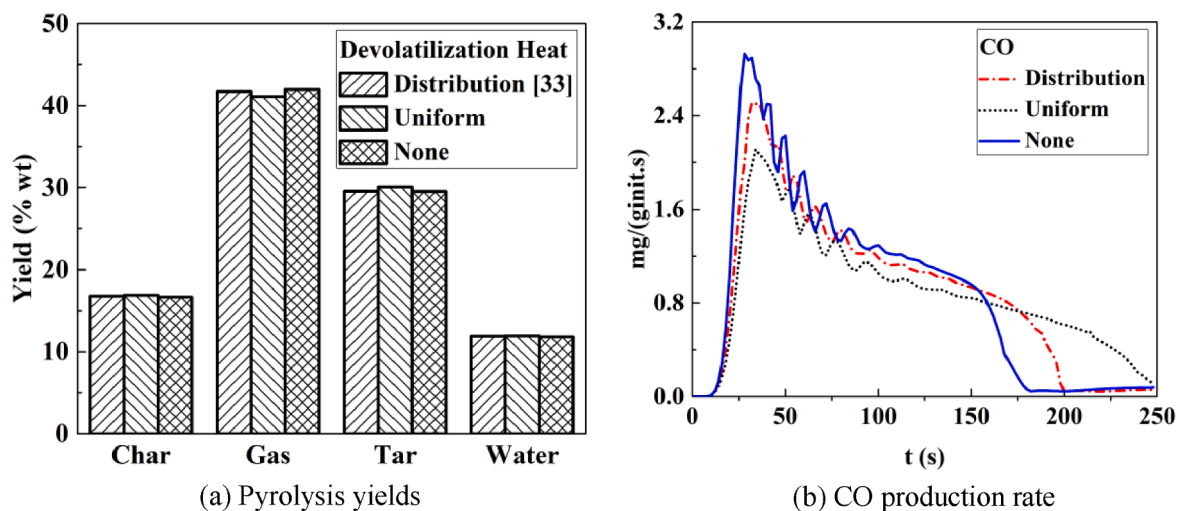 50
40
30
20
10
0
Yield (% wt)
Devolatilization Heat
Distribution [33]
Uniform
None
Char Gas Tar Water
(a) Pyrolysis yields
3.2
2.4
1.6
0.8
0.0
mg/(ginit.s)
CO
Distribution
Uniform
None
0 50 100 150 200 250
t (s)
(b) CO production rate